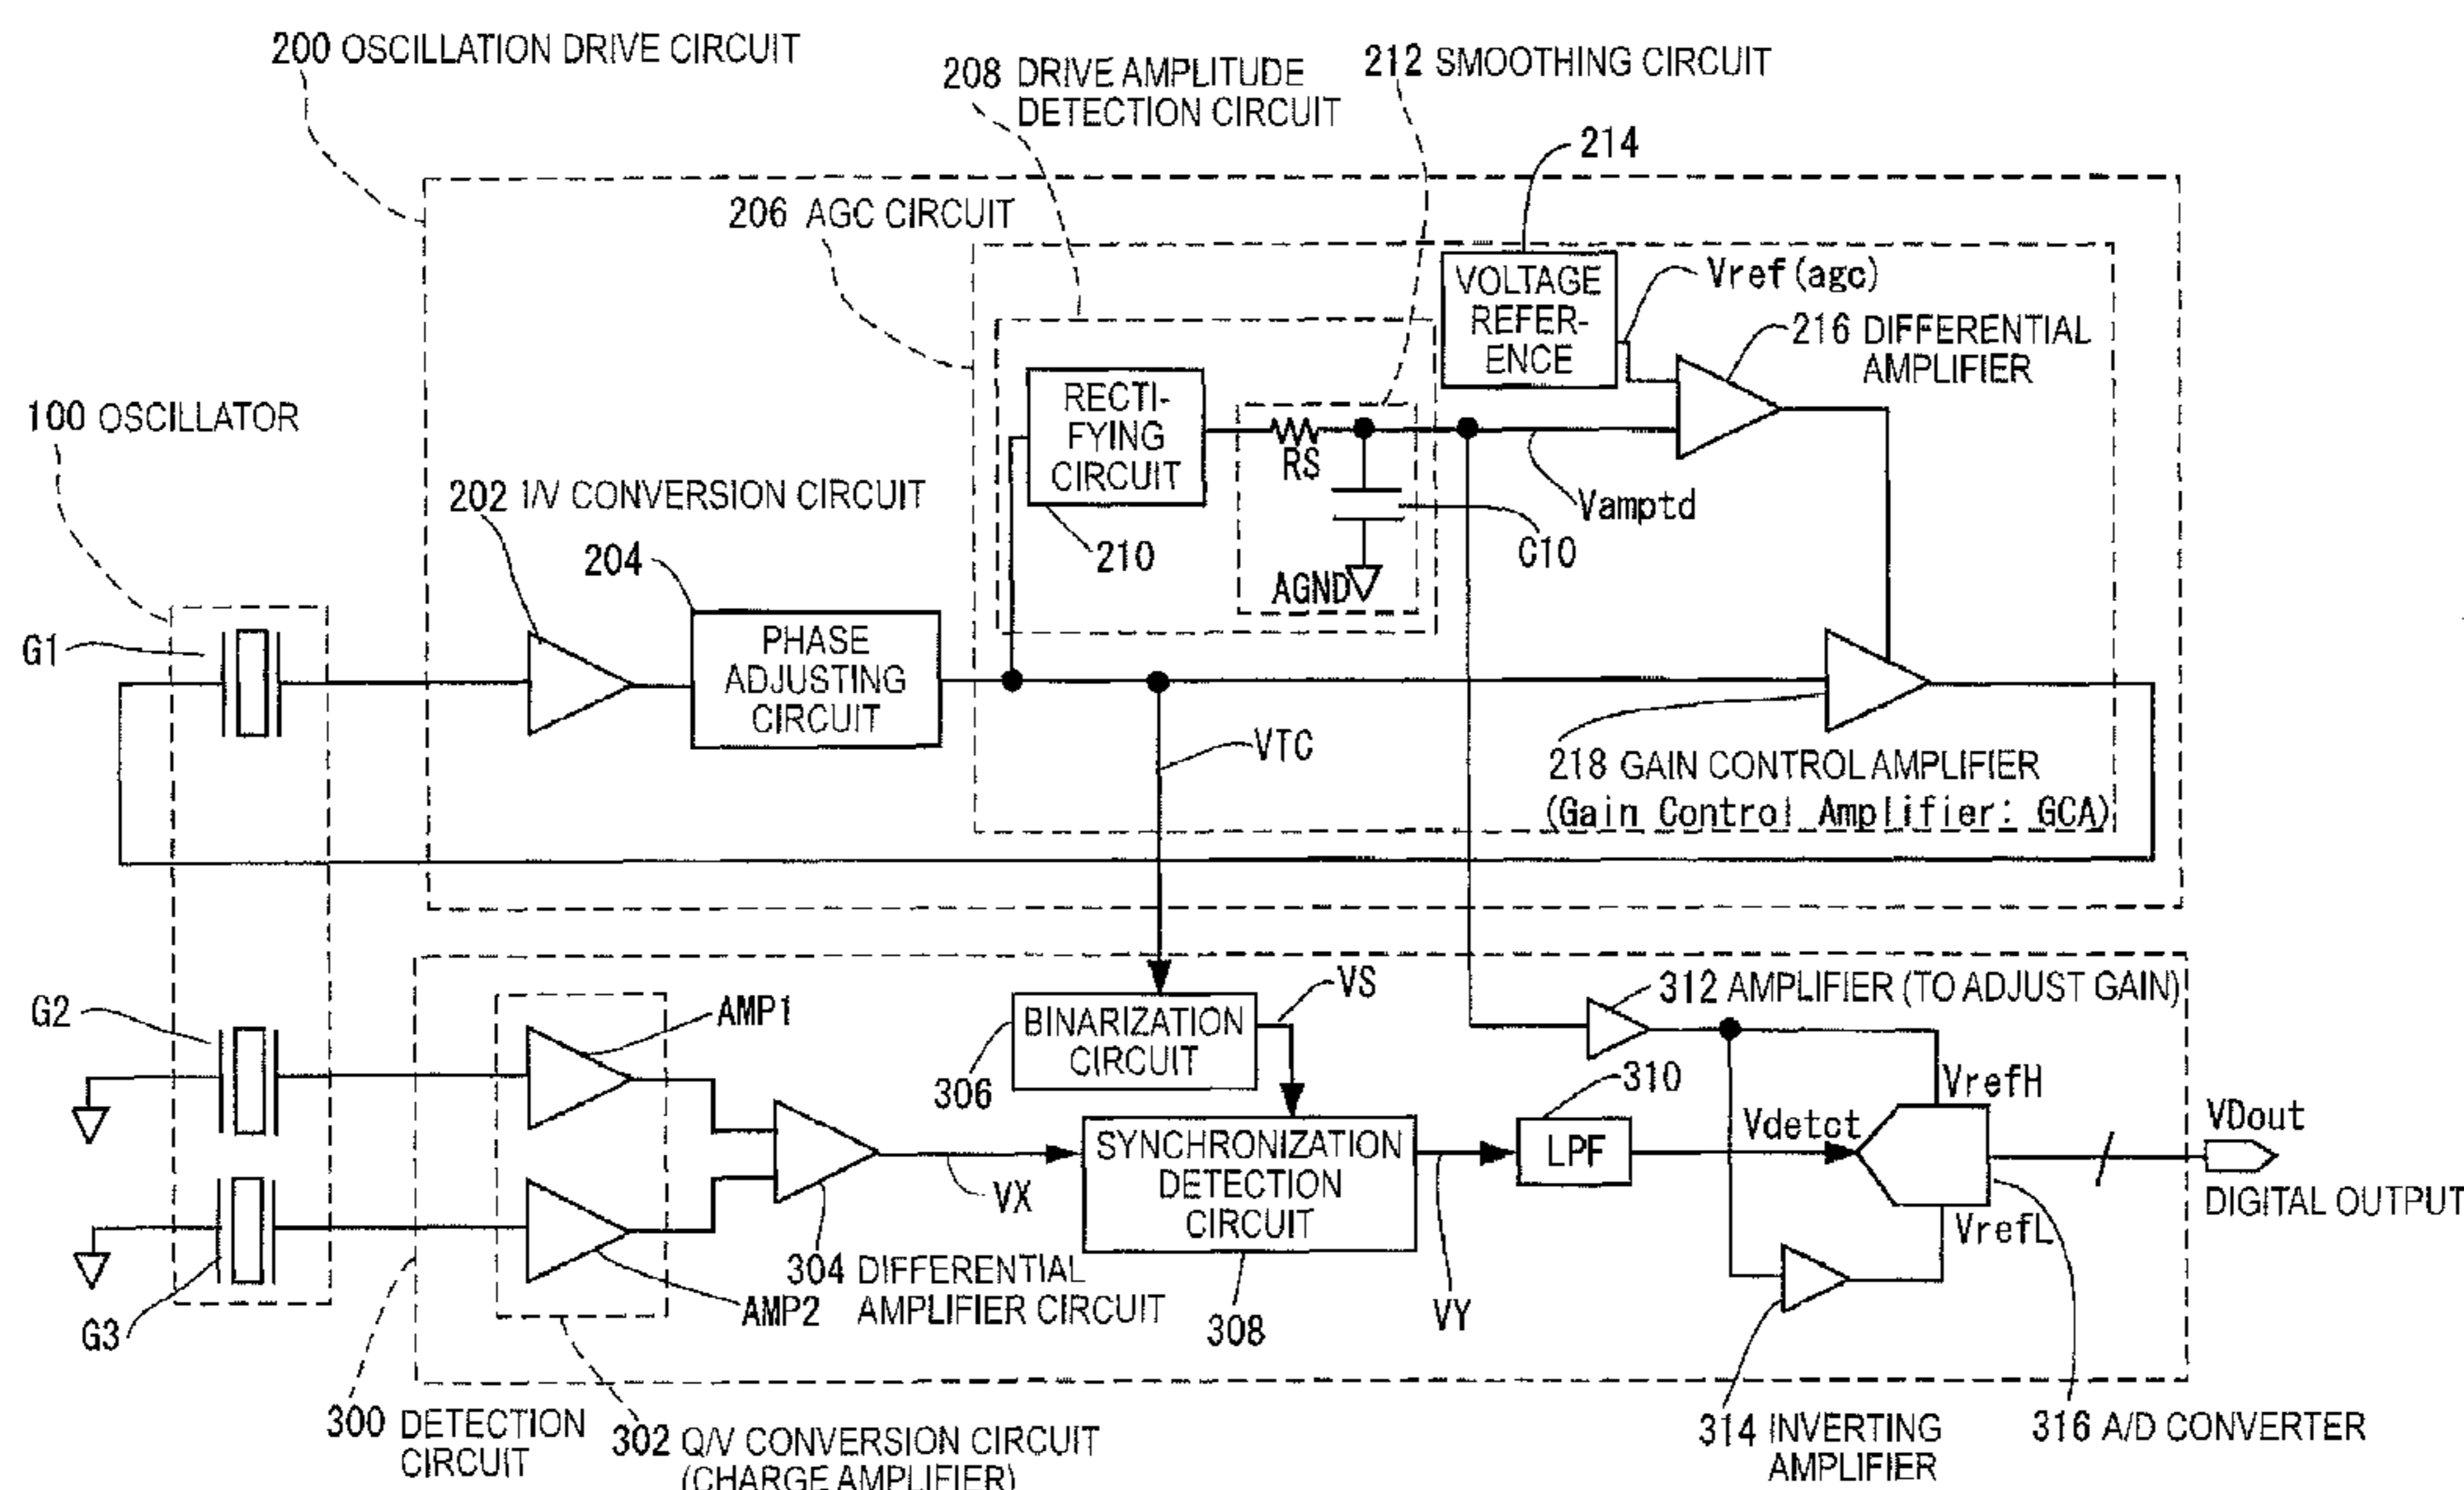 200 OSCILLATION DRIVE CIRCUIT
208 DRIVE AMPLITUDE
DETECTION CIRCUIT
212 SMOOTHING CIRCUIT
214
206 AGC CIRCUIT
VOLTAGE
REFER-
ENCE
Vref(agc)
216 DIFFERENTIAL
AMPLIFIER
100 OSCILLATOR
RECTI-
FYING
CIRCUIT
RS
202 I/V CONVERSION CIRCUIT
Vamptd
204
210
C10
AGND
G1
PHASE
ADJUSTING
CIRCUIT
VTC
218 GAIN CONTROL AMPLIFIER
(Gain Control Amplifier: GCA)
G2
AMP1
BINARIZATION
CIRCUIT
VS
312 AMPLIFIER (TO ADJUST GAIN)
306
310
VrefH
SYNCHRONIZATION
DETECTION
CIRCUIT
LPF
Vdetct
VDout
VX
DIGITAL OUTPUT
VrefL
304 DIFFERENTIAL
AMPLIFIER CIRCUIT
G3
AMP2
308
VY
300 DETECTION
CIRCUIT
302 Q/V CONVERSION CIRCUIT
(CHARGE AMPLIFIER)
314 INVERTING
AMPLIFIER
316 A/D CONVERTER